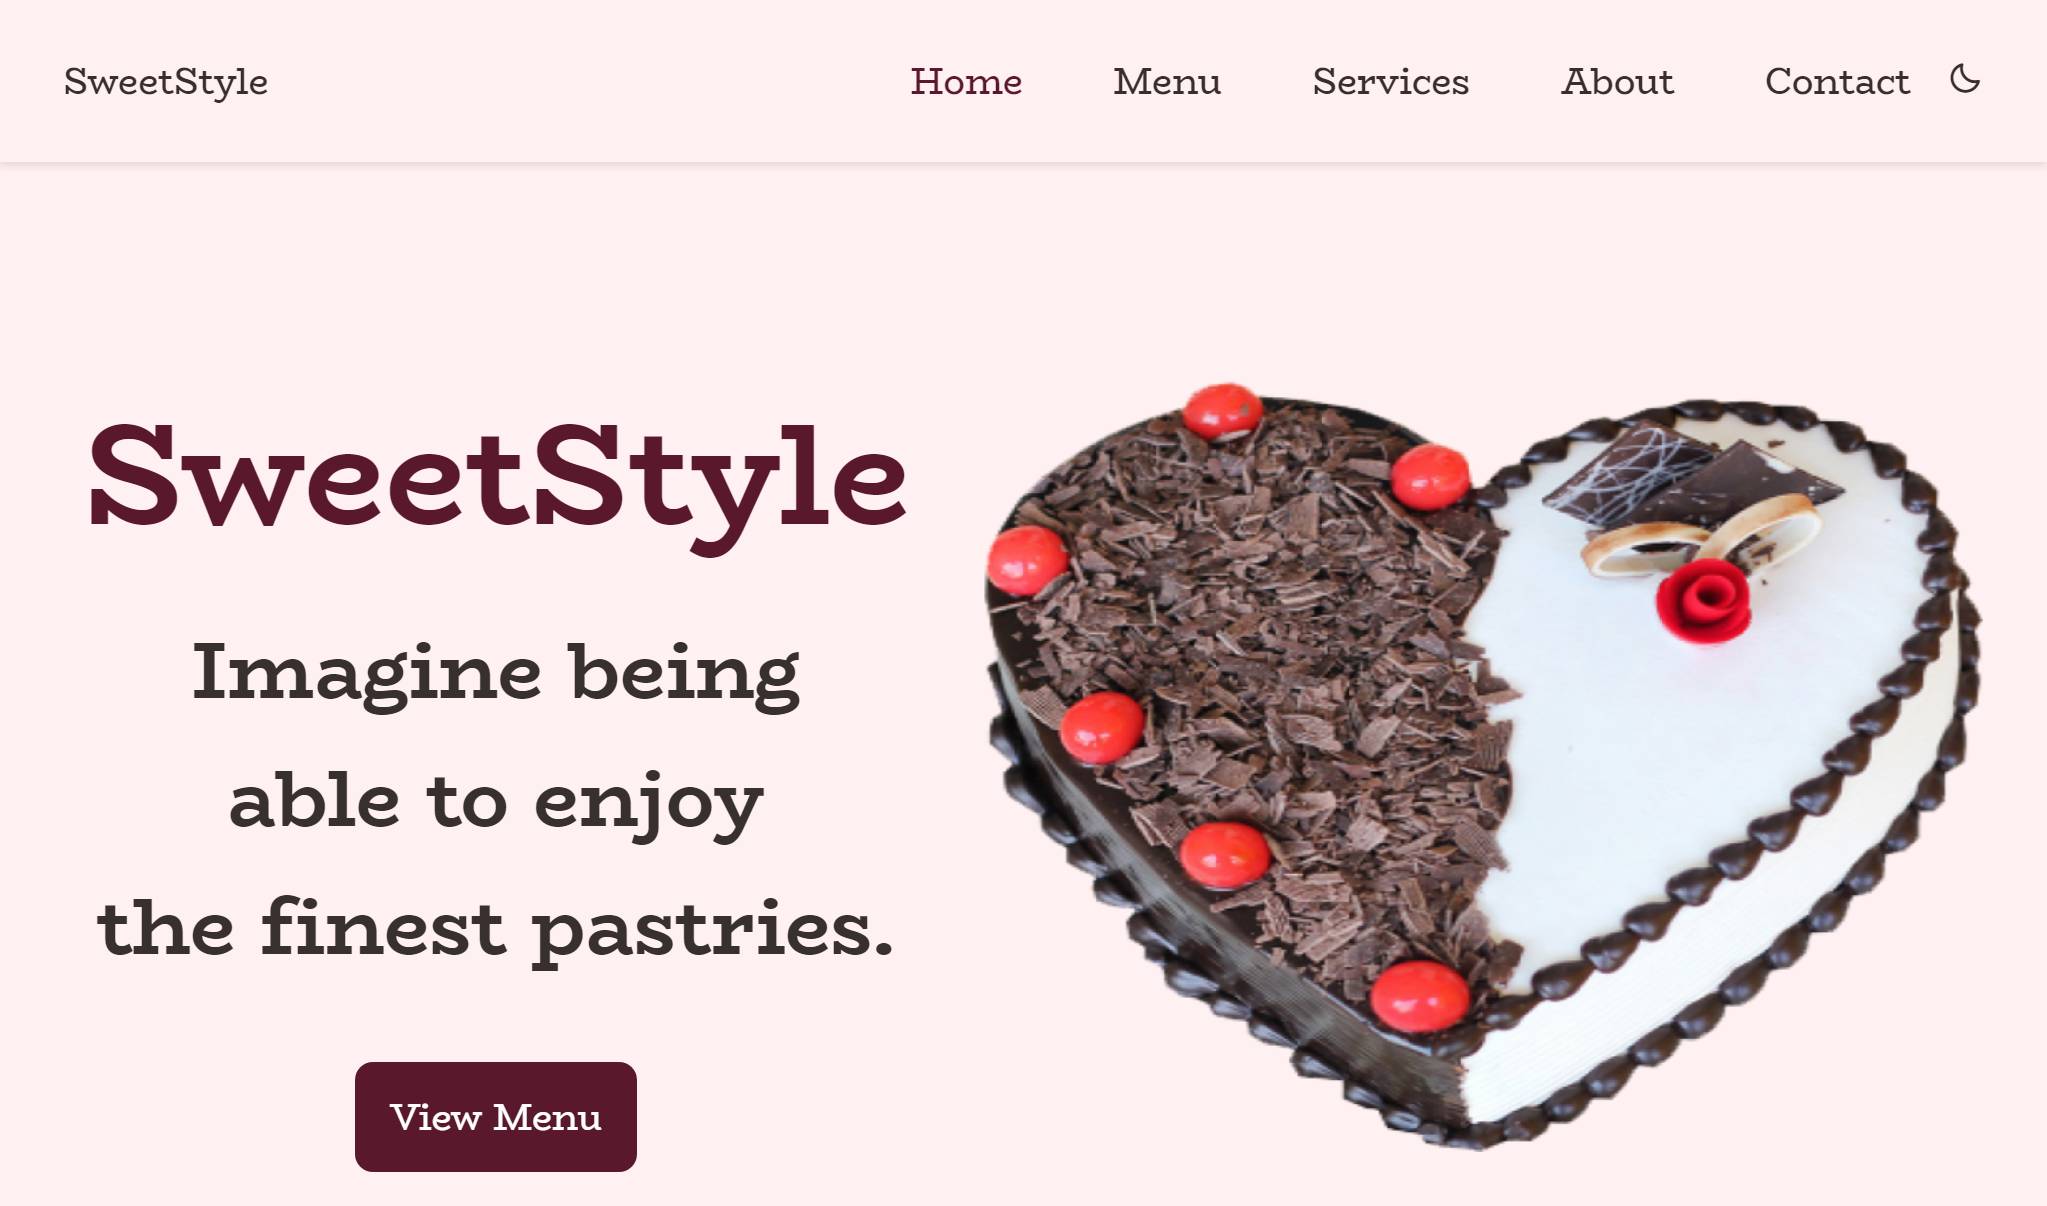 SweetStyle
Home Menu Services About Contact
SweetStyle
Imagine being
able to enjoy
the finest pastries.
View Menu